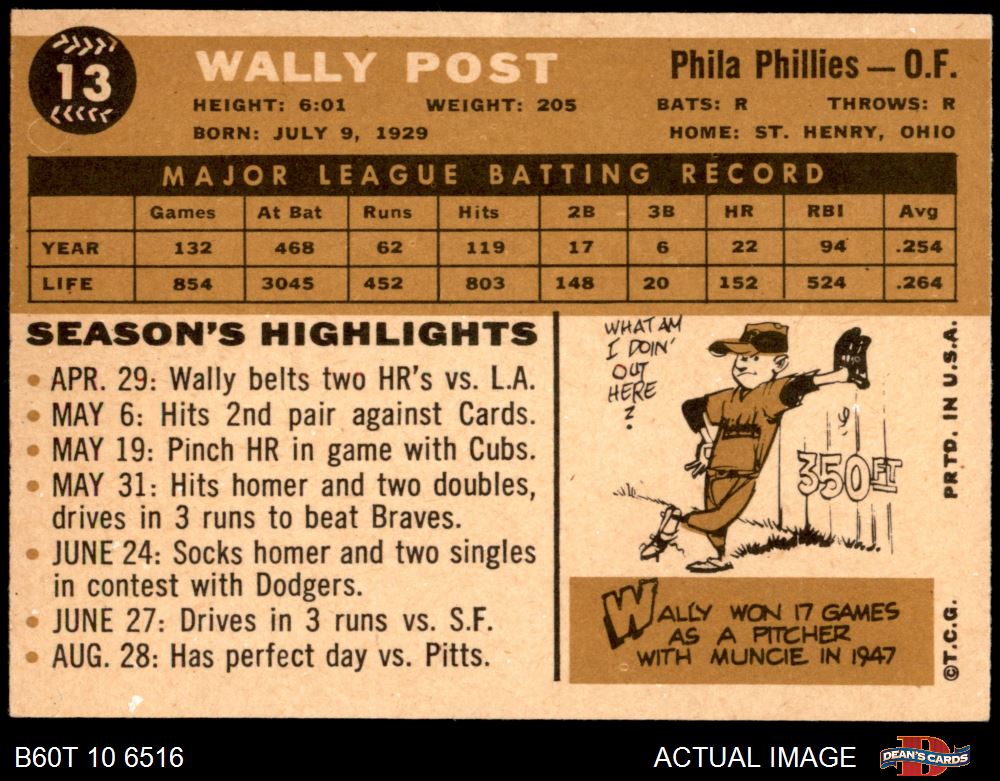 13
WALLY POST
Phila Phillies — O.F.
HEIGHT: 6:01 WEIGHT: 205 BATS: R THROWS: R
BORN: JULY 9, 1929 HOME: ST. HENRY, OHIO
MAJOR LEAGUE BATTING RECORD
Games At Bat Runs Hits 2B 3B HR RBI Avg
YEAR 132 468 62 119 17 6 22 94 .254
LIFE 854 3045 452 803 148 20 152 524 .264
SEASON'S HIGHLIGHTS
• APR. 29: Wally belts two HR's vs. L.A.
• MAY 6: Hits 2nd pair against Cards.
• MAY 19: Pinch HR in game with Cubs.
• MAY 31: Hits homer and two doubles,
drives in 3 runs to beat Braves.
• JUNE 24: Socks homer and two singles
in contest with Dodgers.
• JUNE 27: Drives in 3 runs vs. S.F.
• AUG. 28: Has perfect day vs. Pitts.
WHAT AM
I DOIN'
OUT
HERE
?
350 FT
WALLY WON 17 GAMES
AS A PITCHER
WITH MUNCIE IN 1947
PRTD. IN U.S.A.
©T.C.G.
B60T 10 6516
ACTUAL IMAGE
DEAN'S CARDS